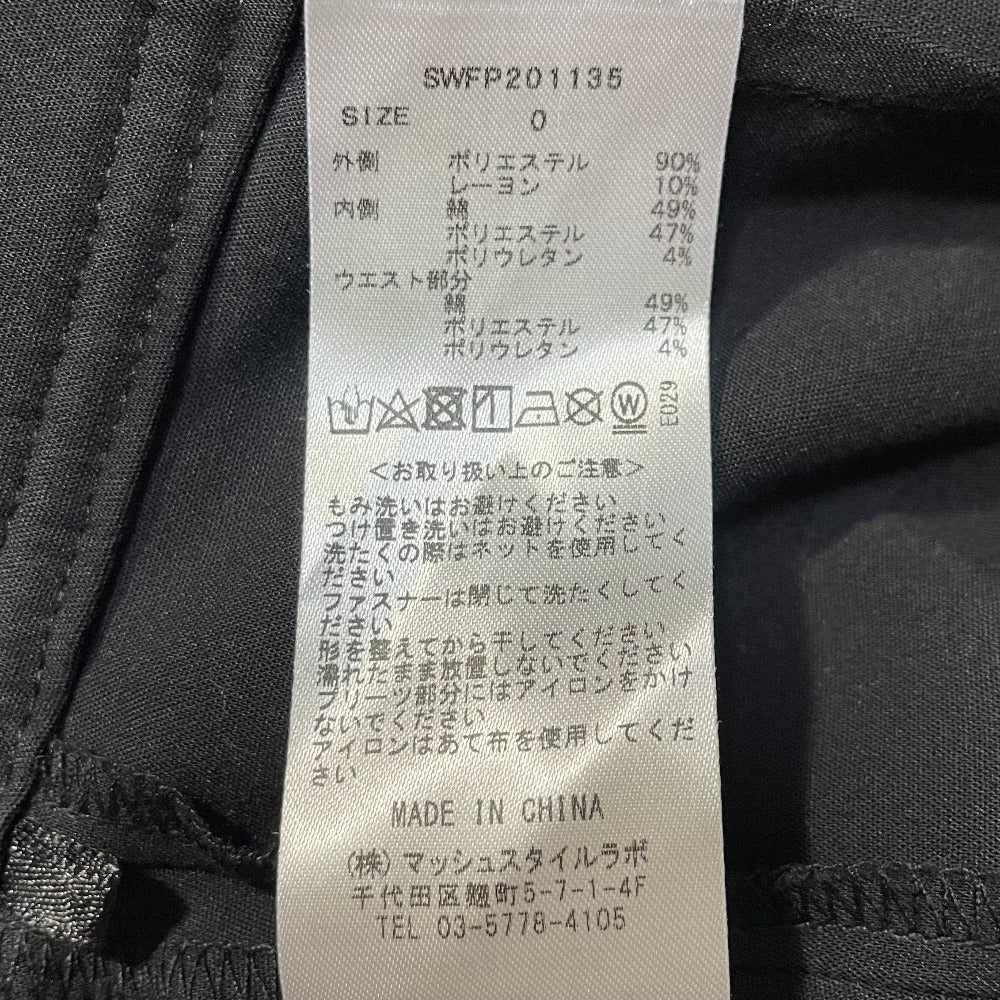 SWFP201135
SIZE 0
外側 ポリエステル 90%
レーヨン 10%
内側 綿 49%
ポリエステル 47%
ポリウレタン 4%
ウエスト部分
綿 49%
ポリエステル 47%
ポリウレタン 4%
W E029
<お取り扱い上のご注意>
もみ洗いはお避けください
つけ置き洗いはお避けください
洗たくの際はネットを使用してく
ださい
ファスナーは閉じて洗たくしてく
ださい
形を整えてから干してください
濡れたまま放置しないでください
プリーツ部分にはアイロンをかけ
ないでください
アイロンはあて布を使用してくだ
さい
MADE IN CHINA
(株)マッシュスタイルラボ
千代田区麹町5-7-1-4F
TEL 03-5778-4105